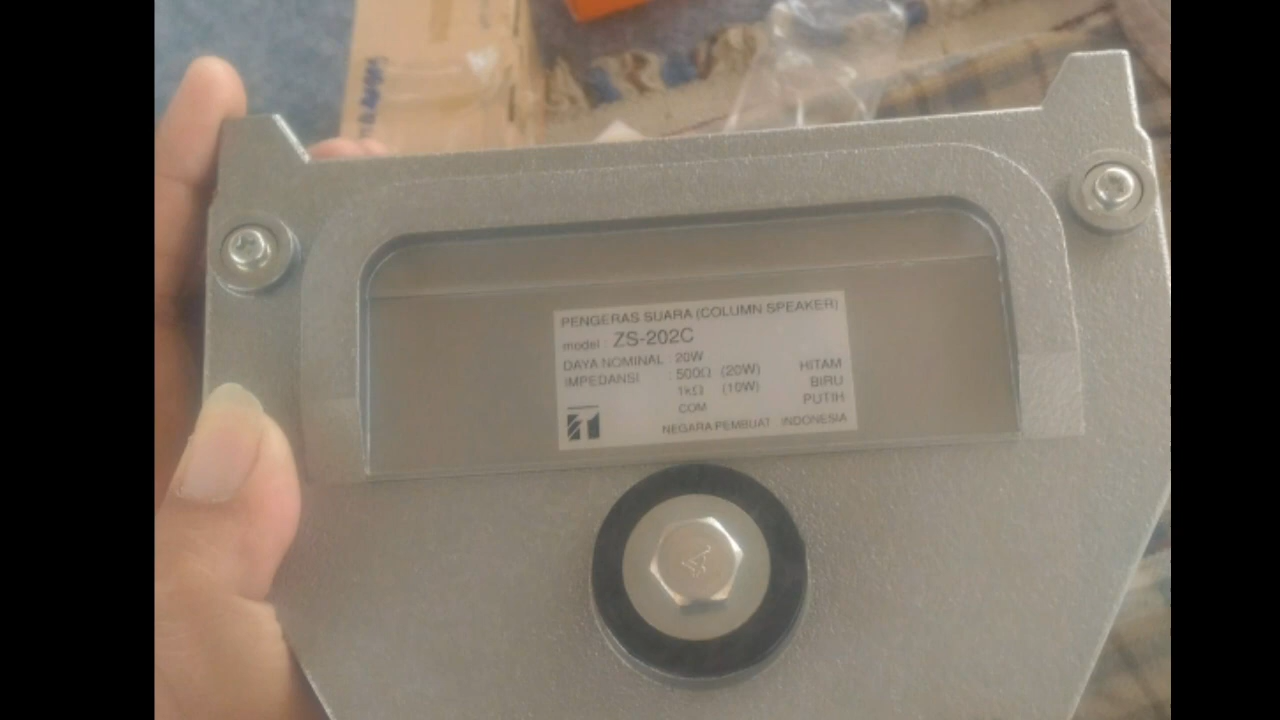 PENGERAS SUARA (COLUMN SPEAKER)
model : ZS-202C
DAYA NOMINAL : 20W
IMPEDANSI : 500Ω (20W) HITAM
1kΩ (10W) BIRU
COM PUTIH
NEGARA PEMBUAT INDONESIA